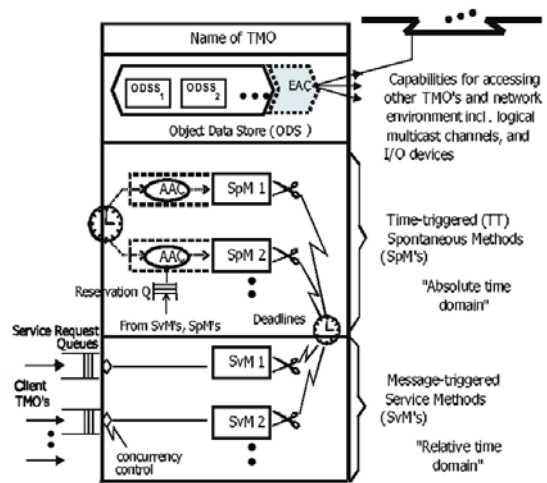 Name of TMO
ODSS1
ODSS2
EAC
Object Data Store (ODS )
Capabilities for accessing
other TMO's and network
environment incl. logical
multicast channels, and
I/O devices
AAC
SpM 1
AAC
SpM 2
Reservation Q
From SvM's, SpM's
Deadlines
Time-triggered (TT)
Spontaneous Methods
(SpM's)
"Absolute time
domain"
Service Request
Queues
Client
TMO's
SvM 1
SvM 2
concurrency
control
Message-triggered
Service Methods
(SvM's)
"Relative time
domain"